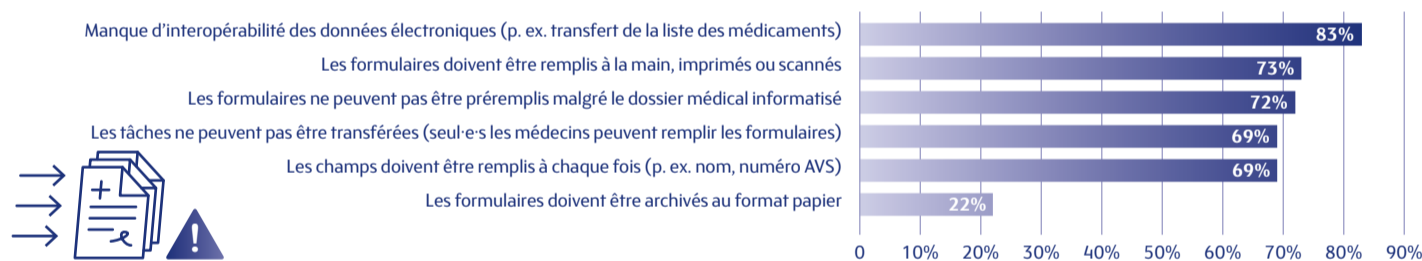 Manque d'interopérabilité des données électroniques (p. ex. transfert de la liste des médicaments)
83%
Les formulaires doivent être remplis à la main, imprimés ou scannés
73%
Les formulaires ne peuvent pas être préremplis malgré le dossier médical informatisé
72%
Les tâches ne peuvent pas être transférées (seul·e·s les médecins peuvent remplir les formulaires)
69%
Les champs doivent être remplis à chaque fois (p. ex. nom, numéro AVS)
69%
Les formulaires doivent être archivés au format papier
22%
0 10% 20% 30% 40% 50% 60% 70% 80% 90%